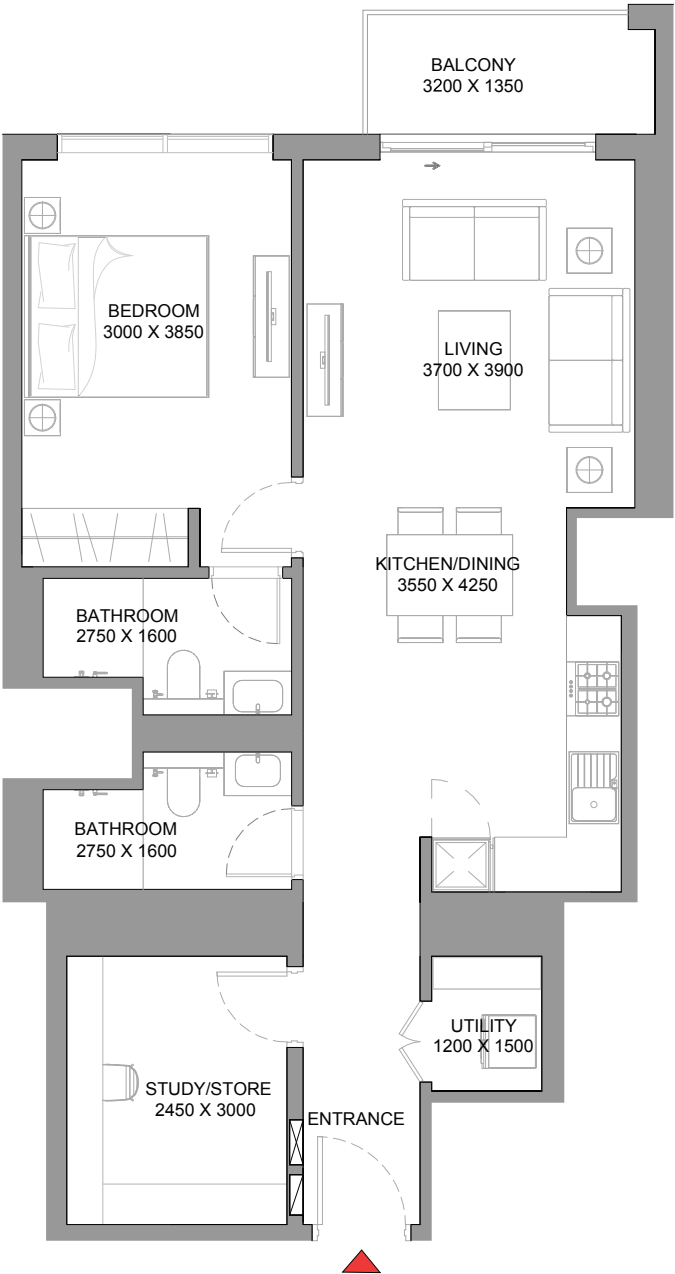 BALCONY
3200 X 1350
BEDROOM
3000 X 3850
LIVING
3700 X 3900
KITCHEN/DINING
3550 X 4250
BATHROOM
2750 X 1600
BATHROOM
2750 X 1600
UTILITY
1200 X 1500
STUDY/STORE
2450 X 3000
ENTRANCE